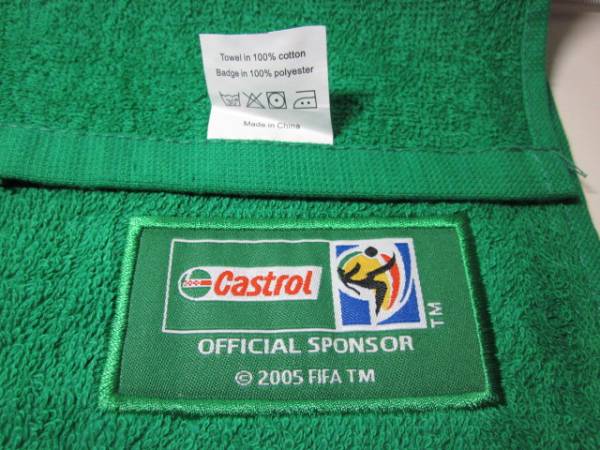 Towel in 100% cotton
Badge in 100% polyester
Made in China
Castrol
TM
OFFICIAL SPONSOR
© 2005 FIFA TM